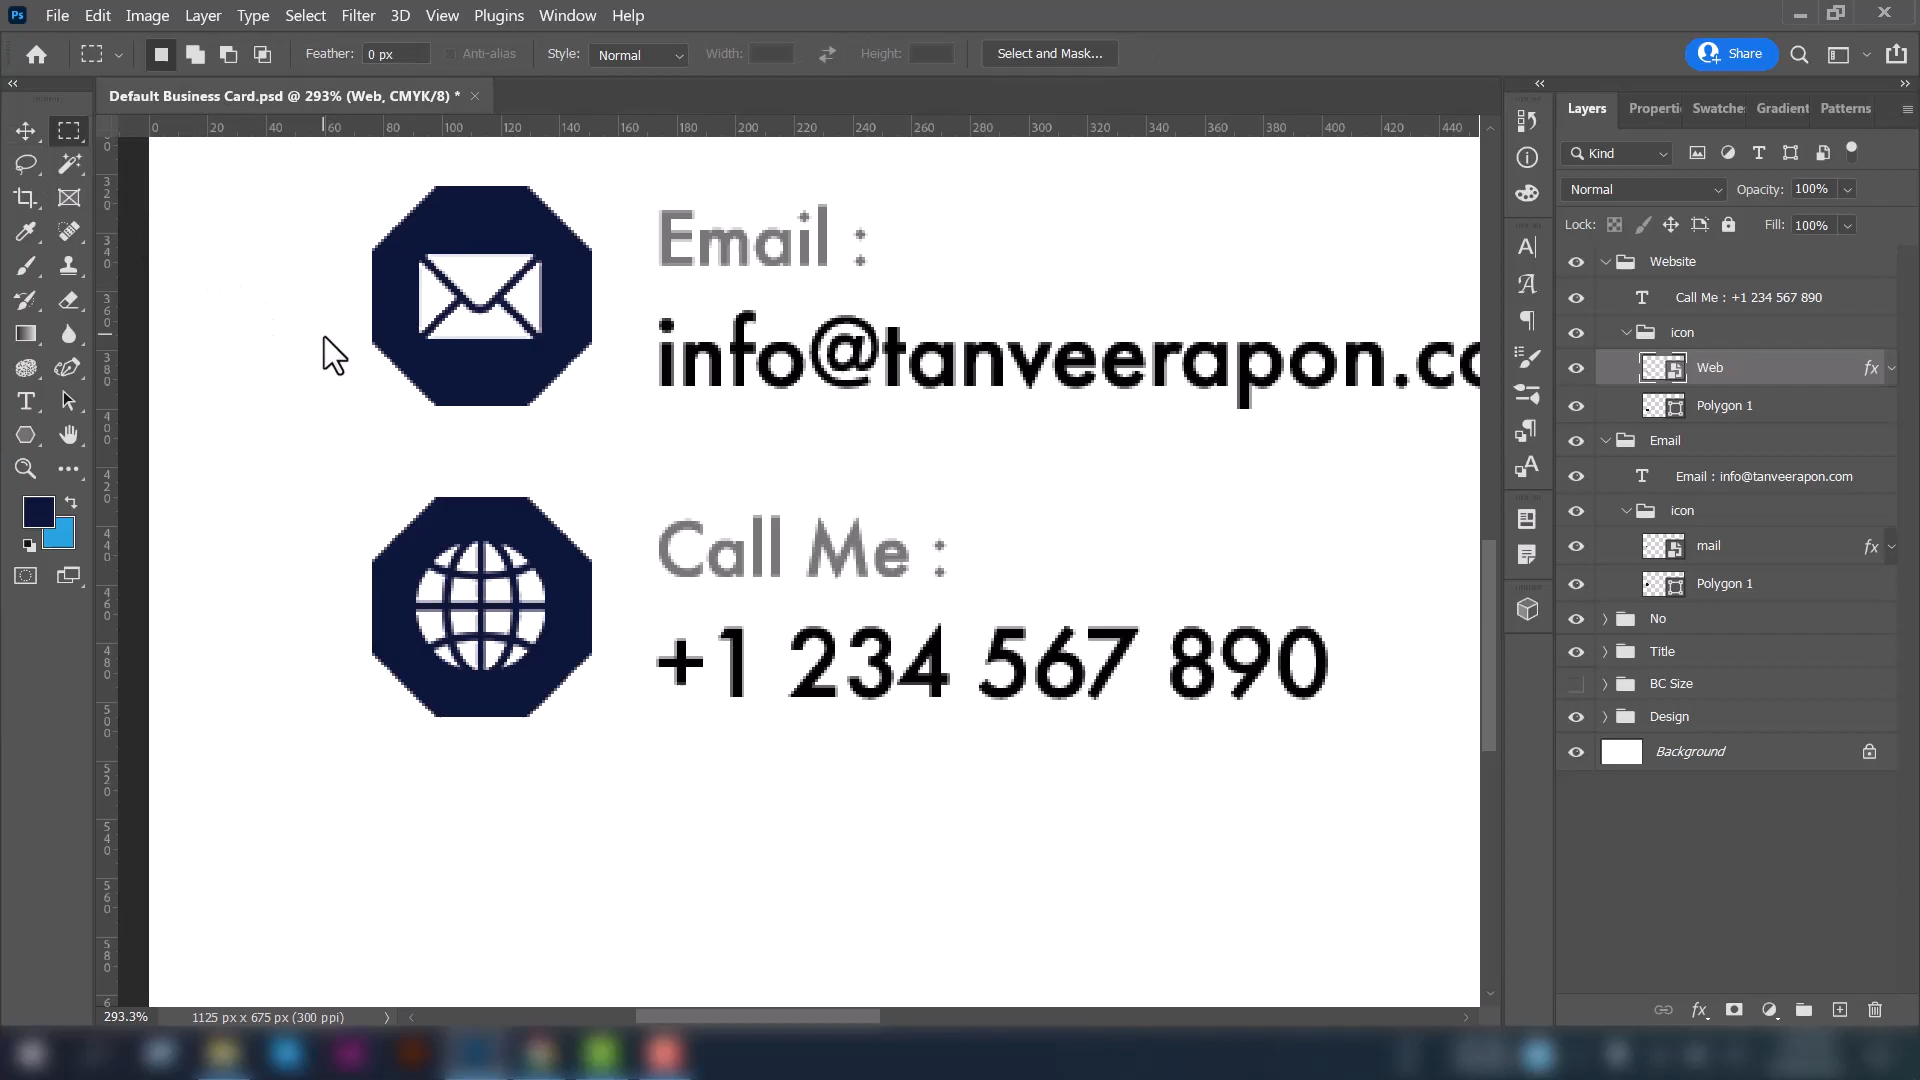 Ps File Edit Image Layer Type Select Filter 3D View Plugins Window Help
Feather: 0 px Anti-alias Style: Normal Width: Height: Select and Mask... Share
Default Business Card.psd @ 293% (Web, CMYK/8) *
0 20 40 60 80 100 120 140 160 180 200 220 240 260 280 300 320 340 360 380 400 420 440
Email :
info@tanveerapon.co
Call Me :
+1 234 567 890
293.3% 1125 px x 675 px (300 ppi)
Layers Properti Swatche Gradient Patterns
Kind
Normal Opacity: 100%
Lock: Fill: 100%
Website
Call Me : +1 234 567 890
icon
Web fx
Polygon 1
Email
Email : info@tanveerapon.com
icon
mail fx
Polygon 1
No
Title
BC Size
Design
Background